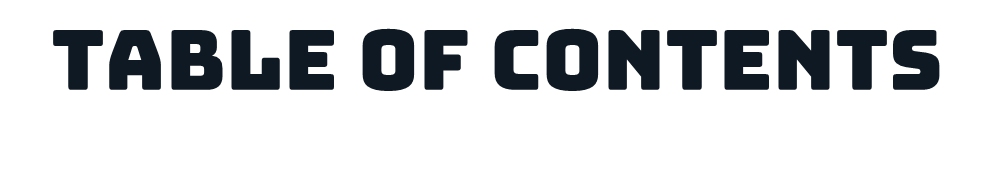 TABLE OF CONTENTS